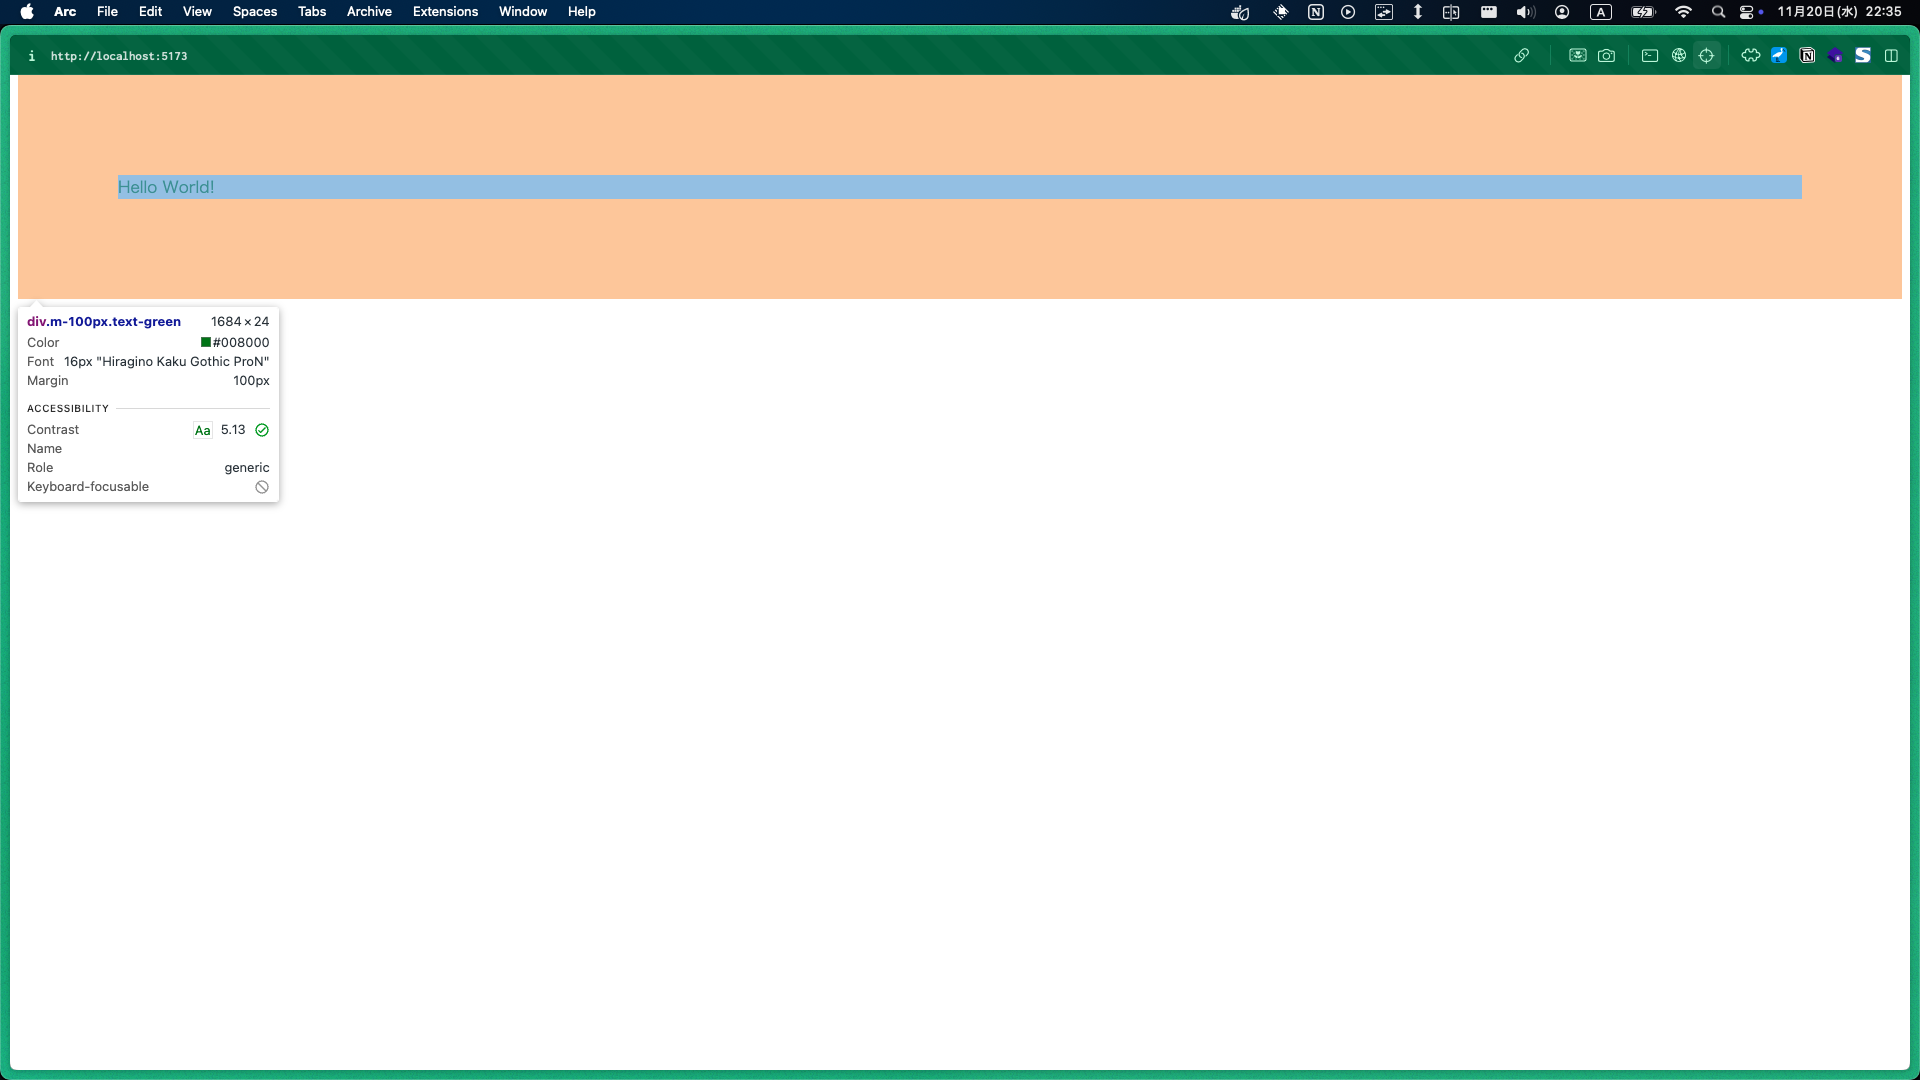 Arc File Edit View Spaces Tabs Archive Extensions Window Help A 11月20日(水) 22:35
http://localhost:5173
Hello World!
div.m-100px.text-green 1684 × 24
Color #008000
Font 16px "Hiragino Kaku Gothic ProN"
Margin 100px
ACCESSIBILITY
Contrast Aa 5.13
Name
Role generic
Keyboard-focusable